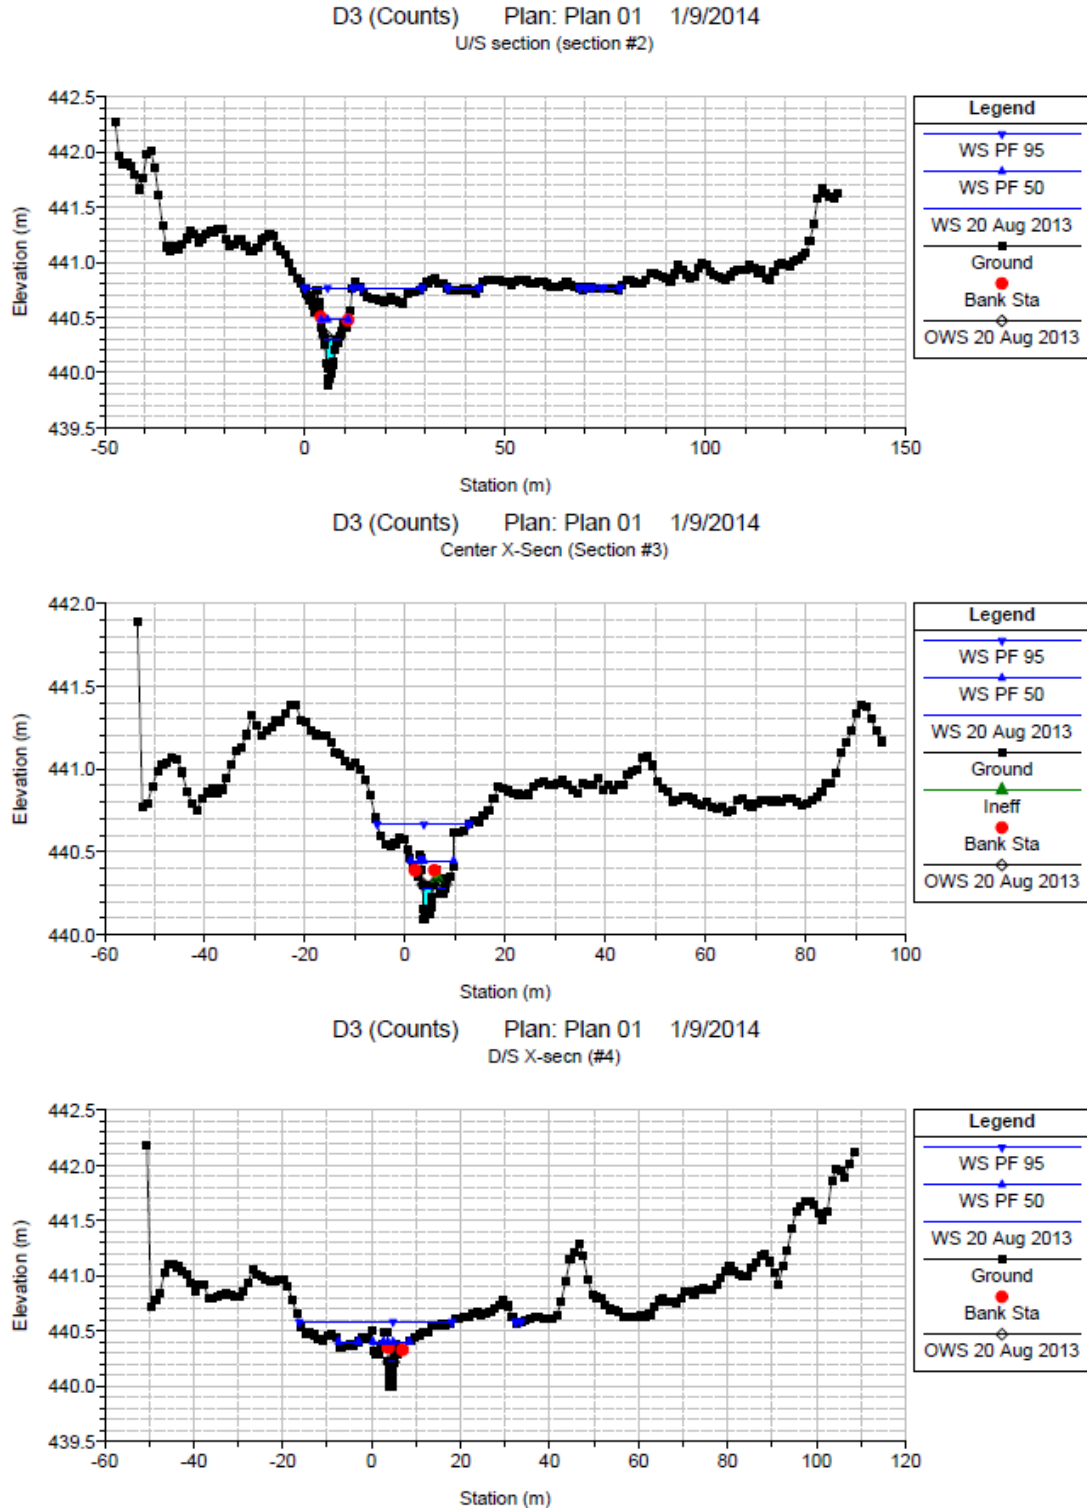 D3 (Counts) Plan: Plan 01 1/9/2014
U/S section (section #2)
442.5
442.0
441.5
441.0
440.5
440.0
439.5
-50 0 50 100 150
Elevation (m)
Station (m)
Legend
WS PF 95
WS PF 50
WS 20 Aug 2013
Ground
Bank Sta
OWS 20 Aug 2013
D3 (Counts) Plan: Plan 01 1/9/2014
Center X-Secn (Section #3)
442.0
441.5
441.0
440.5
440.0
-60 -40 -20 0 20 40 60 80 100
Elevation (m)
Station (m)
Legend
WS PF 95
WS PF 50
WS 20 Aug 2013
Ground
Ineff
Bank Sta
OWS 20 Aug 2013
D3 (Counts) Plan: Plan 01 1/9/2014
D/S X-secn (#4)
442.5
442.0
441.5
441.0
440.5
440.0
439.5
-60 -40 -20 0 20 40 60 80 100 120
Elevation (m)
Station (m)
Legend
WS PF 95
WS PF 50
WS 20 Aug 2013
Ground
Bank Sta
OWS 20 Aug 2013